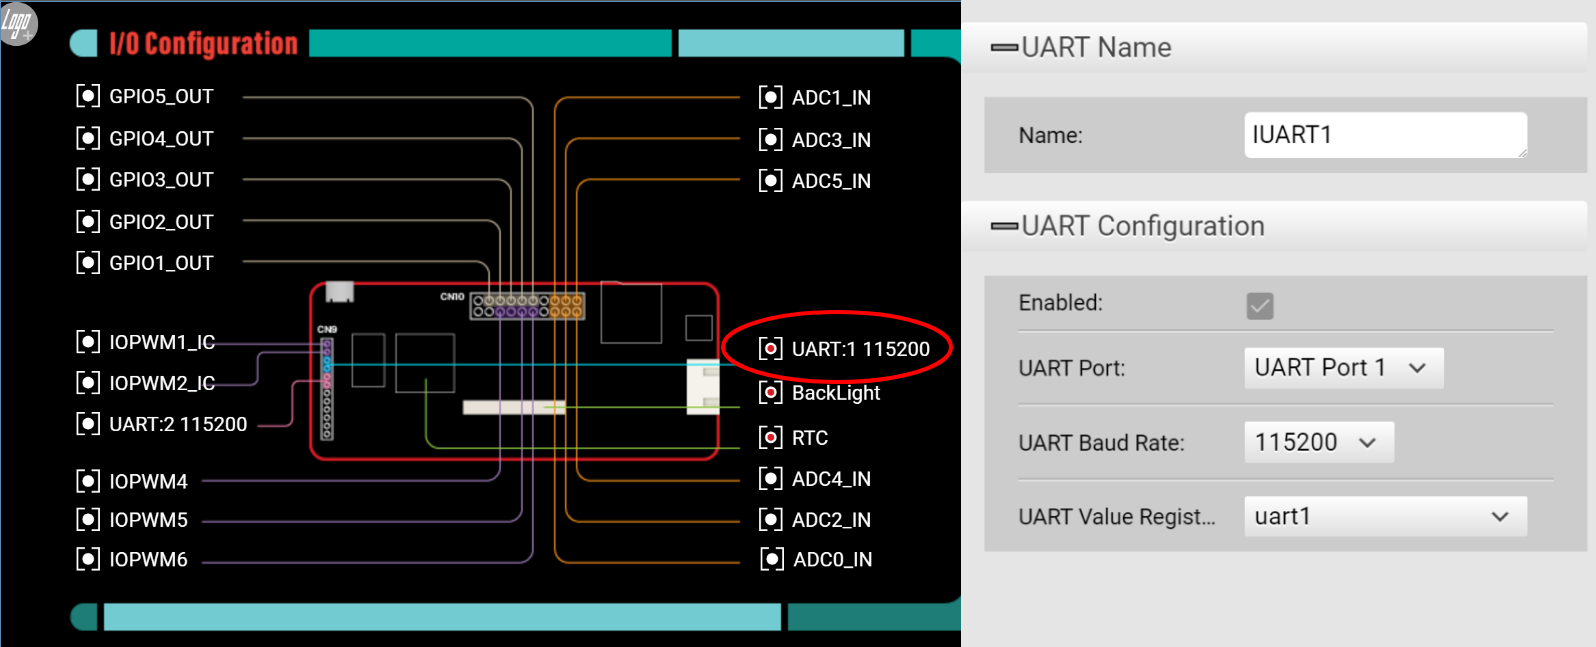 Logo
I/O Configuration
GPIO5_OUT
GPIO4_OUT
GPIO3_OUT
GPIO2_OUT
GPIO1_OUT
IOPWM1_IC
IOPWM2_IC
UART:2 115200
IOPWM4
IOPWM5
IOPWM6
CN10
CN9
ADC1_IN
ADC3_IN
ADC5_IN
UART:1 115200
BackLight
RTC
ADC4_IN
ADC2_IN
ADC0_IN
UART Name
Name: IUART1
UART Configuration
Enabled:
UART Port: UART Port 1
UART Baud Rate: 115200
UART Value Regist... uart1